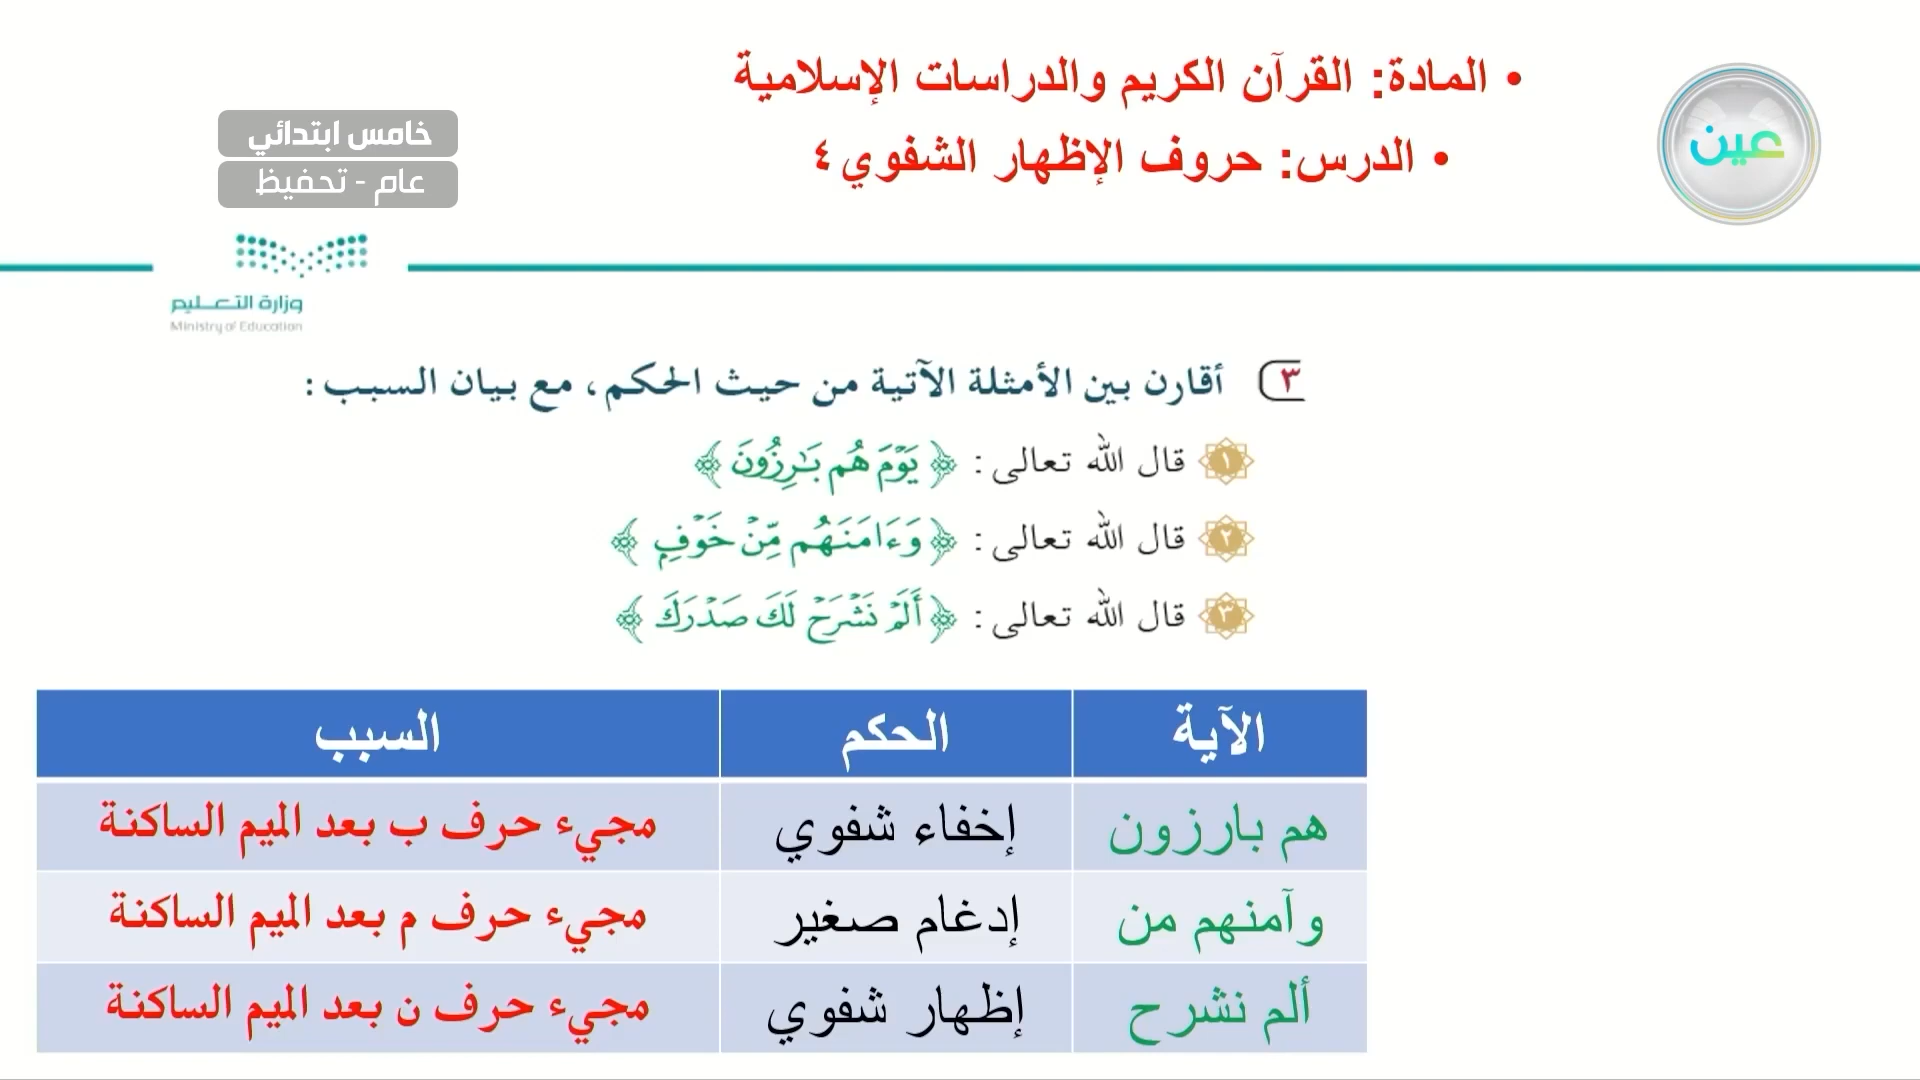 • المادة: القرآن الكريم والدراسات الإسلامية
• الدرس: حروف الإظهار الشفوي ٤
عين
خامس ابتدائي
عام - تحفيظ
وزارة التعليم
Ministry of Education
٣ أقارن بين الأمثلة الآتية من حيث الحكم، مع بيان السبب:
١ قال الله تعالى: ﴿يَوْمَ هُم بَـٰرِزُونَ﴾
٢ قال الله تعالى: ﴿وَءَامَنَهُم مِّنْ خَوْفٍ﴾
٣ قال الله تعالى: ﴿أَلَمْ نَشْرَحْ لَكَ صَدْرَكَ﴾
الآية الحكم السبب
هم بارزون إخفاء شفوي مجيء حرف ب بعد الميم الساكنة
وآمنهم من إدغام صغير مجيء حرف م بعد الميم الساكنة
ألم نشرح إظهار شفوي مجيء حرف ن بعد الميم الساكنة